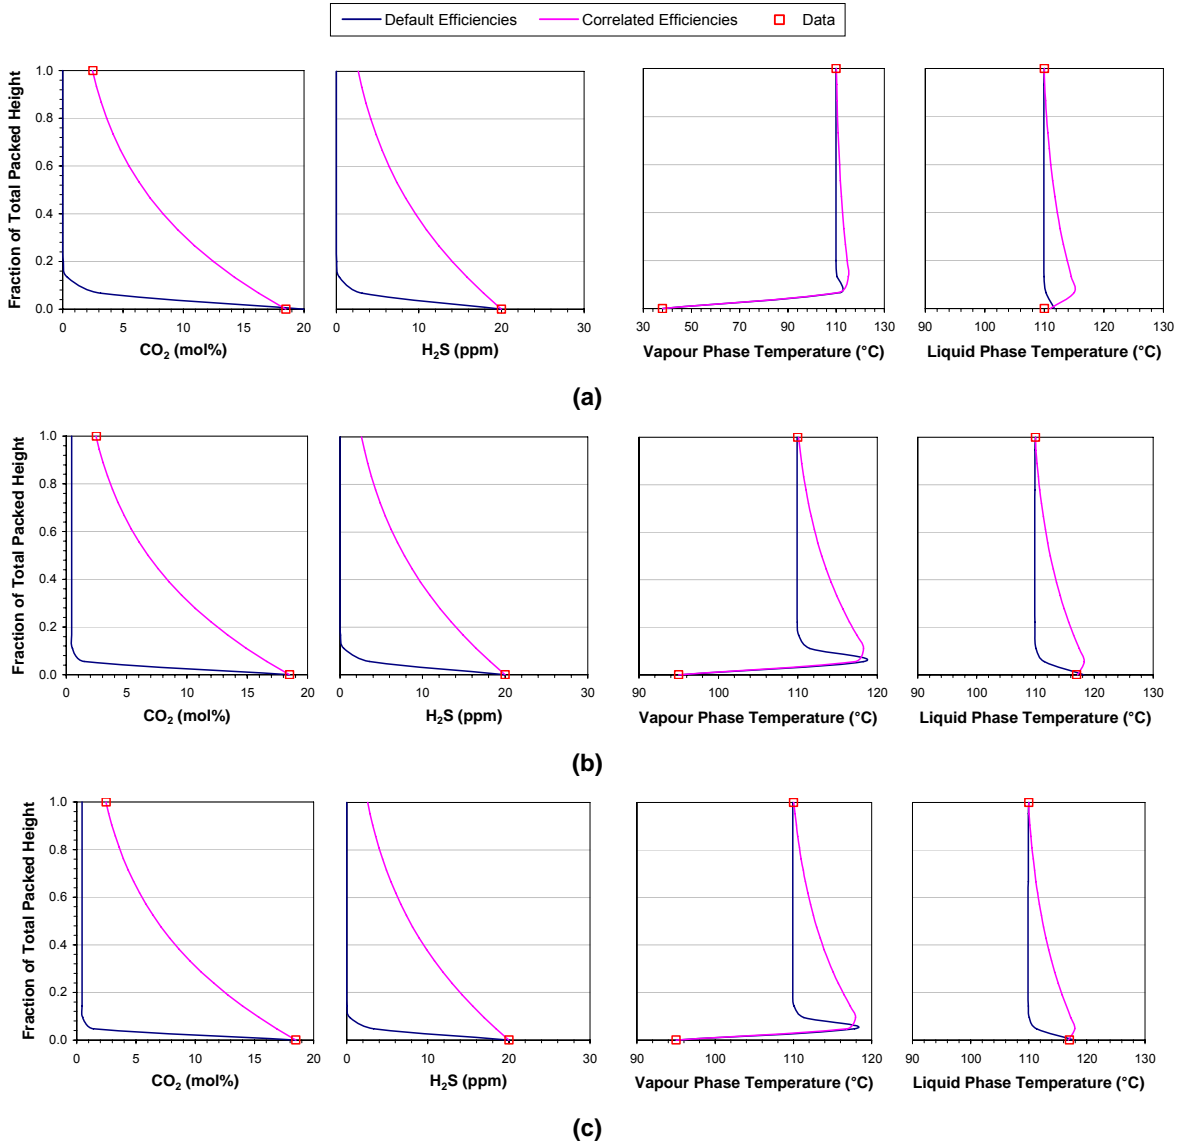 Default Efficiencies Correlated Efficiencies Data
Fraction of Total Packed Height
1.0
0.8
0.6
0.4
0.2
0.0
0 5 10 15 20
CO₂ (mol%)
0 10 20 30
H₂S (ppm)
30 50 70 90 110 130
Vapour Phase Temperature (°C)
90 100 110 120 130
Liquid Phase Temperature (°C)
(a)
Fraction of Total Packed Height
1.0
0.8
0.6
0.4
0.2
0.0
0 5 10 15 20
CO₂ (mol%)
0 10 20 30
H₂S (ppm)
90 100 110 120
Vapour Phase Temperature (°C)
90 100 110 120 130
Liquid Phase Temperature (°C)
(b)
Fraction of Total Packed Height
1.0
0.8
0.6
0.4
0.2
0.0
0 5 10 15 20
CO₂ (mol%)
0 10 20 30
H₂S (ppm)
90 100 110 120
Vapour Phase Temperature (°C)
90 100 110 120 130
Liquid Phase Temperature (°C)
(c)